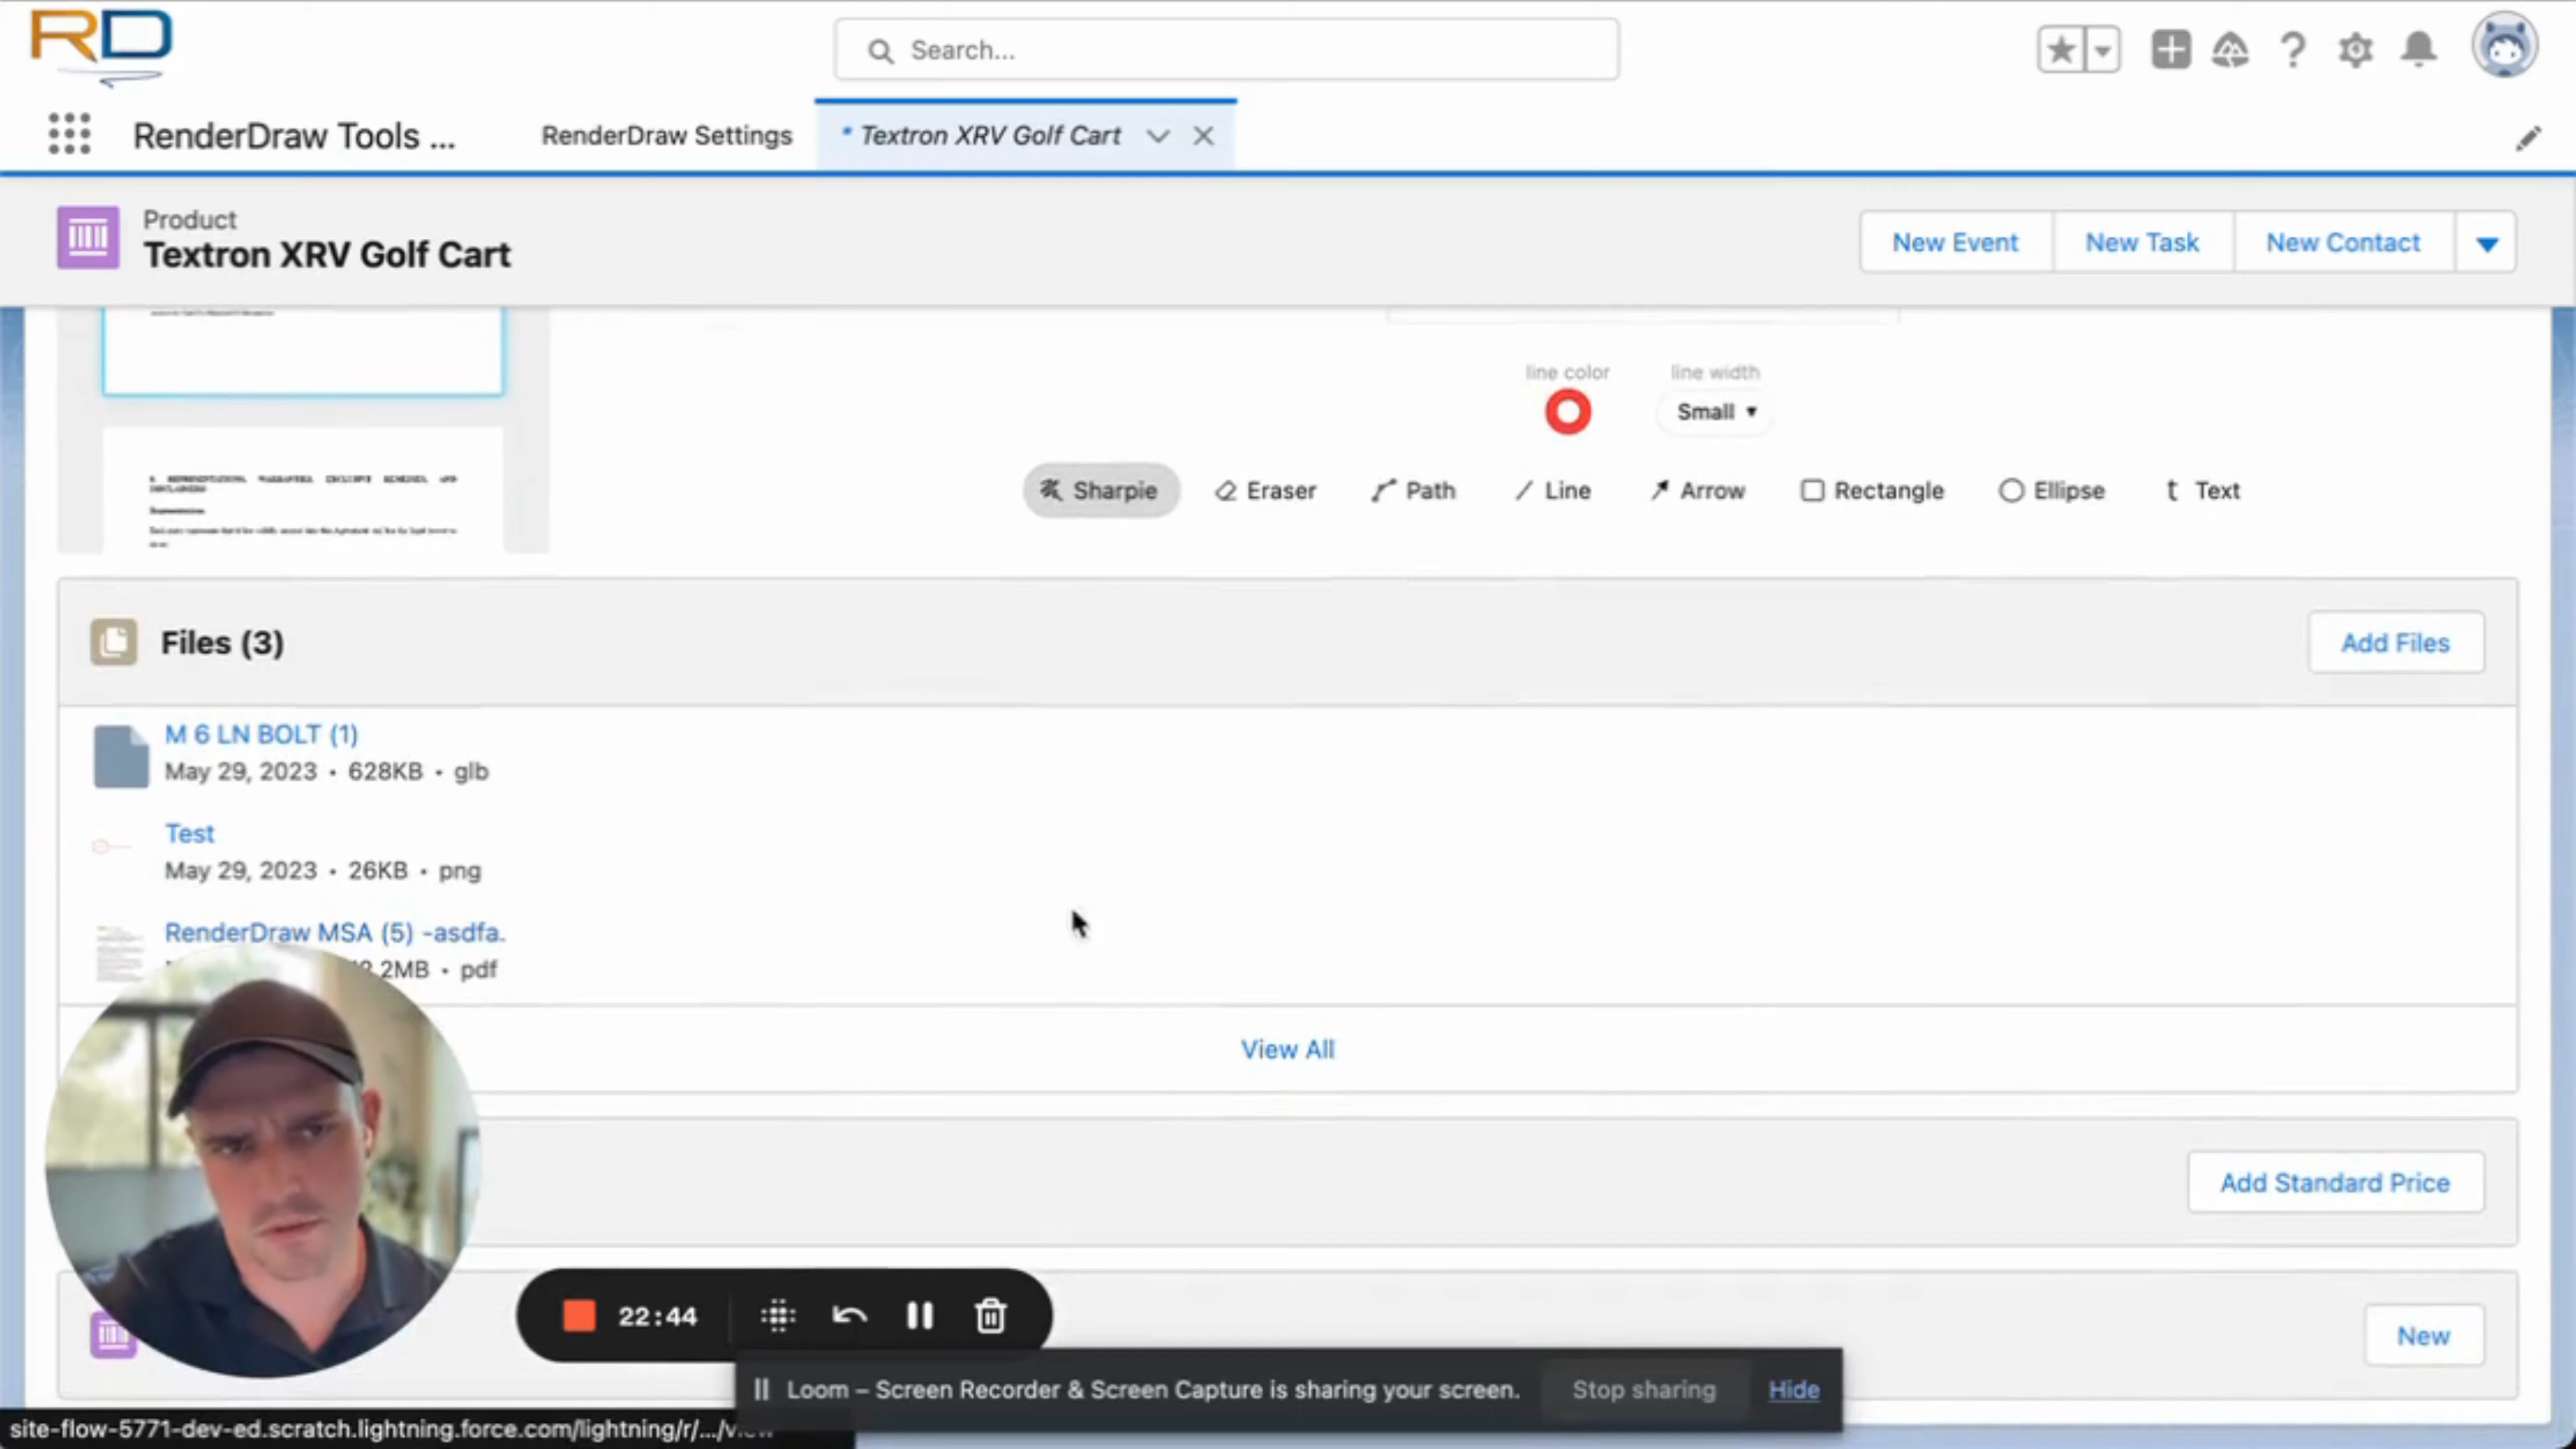 RD
Search...
RenderDraw Tools ...
RenderDraw Settings
* Textron XRV Golf Cart
Product
Textron XRV Golf Cart
New Event
New Task
New Contact
line color
line width
Small
Sharpie
Eraser
Path
Line
Arrow
Rectangle
Ellipse
t Text
Files (3)
Add Files
M 6 LN BOLT (1)
May 29, 2023 • 628KB • glb
Test
May 29, 2023 • 26KB • png
RenderDraw MSA (5) -asdfa.
2MB • pdf
View All
Add Standard Price
New
22:44
Loom – Screen Recorder & Screen Capture is sharing your screen.
Stop sharing
Hide
site-flow-5771-dev-ed.scratch.lightning.force.com/lightning/r/.../view